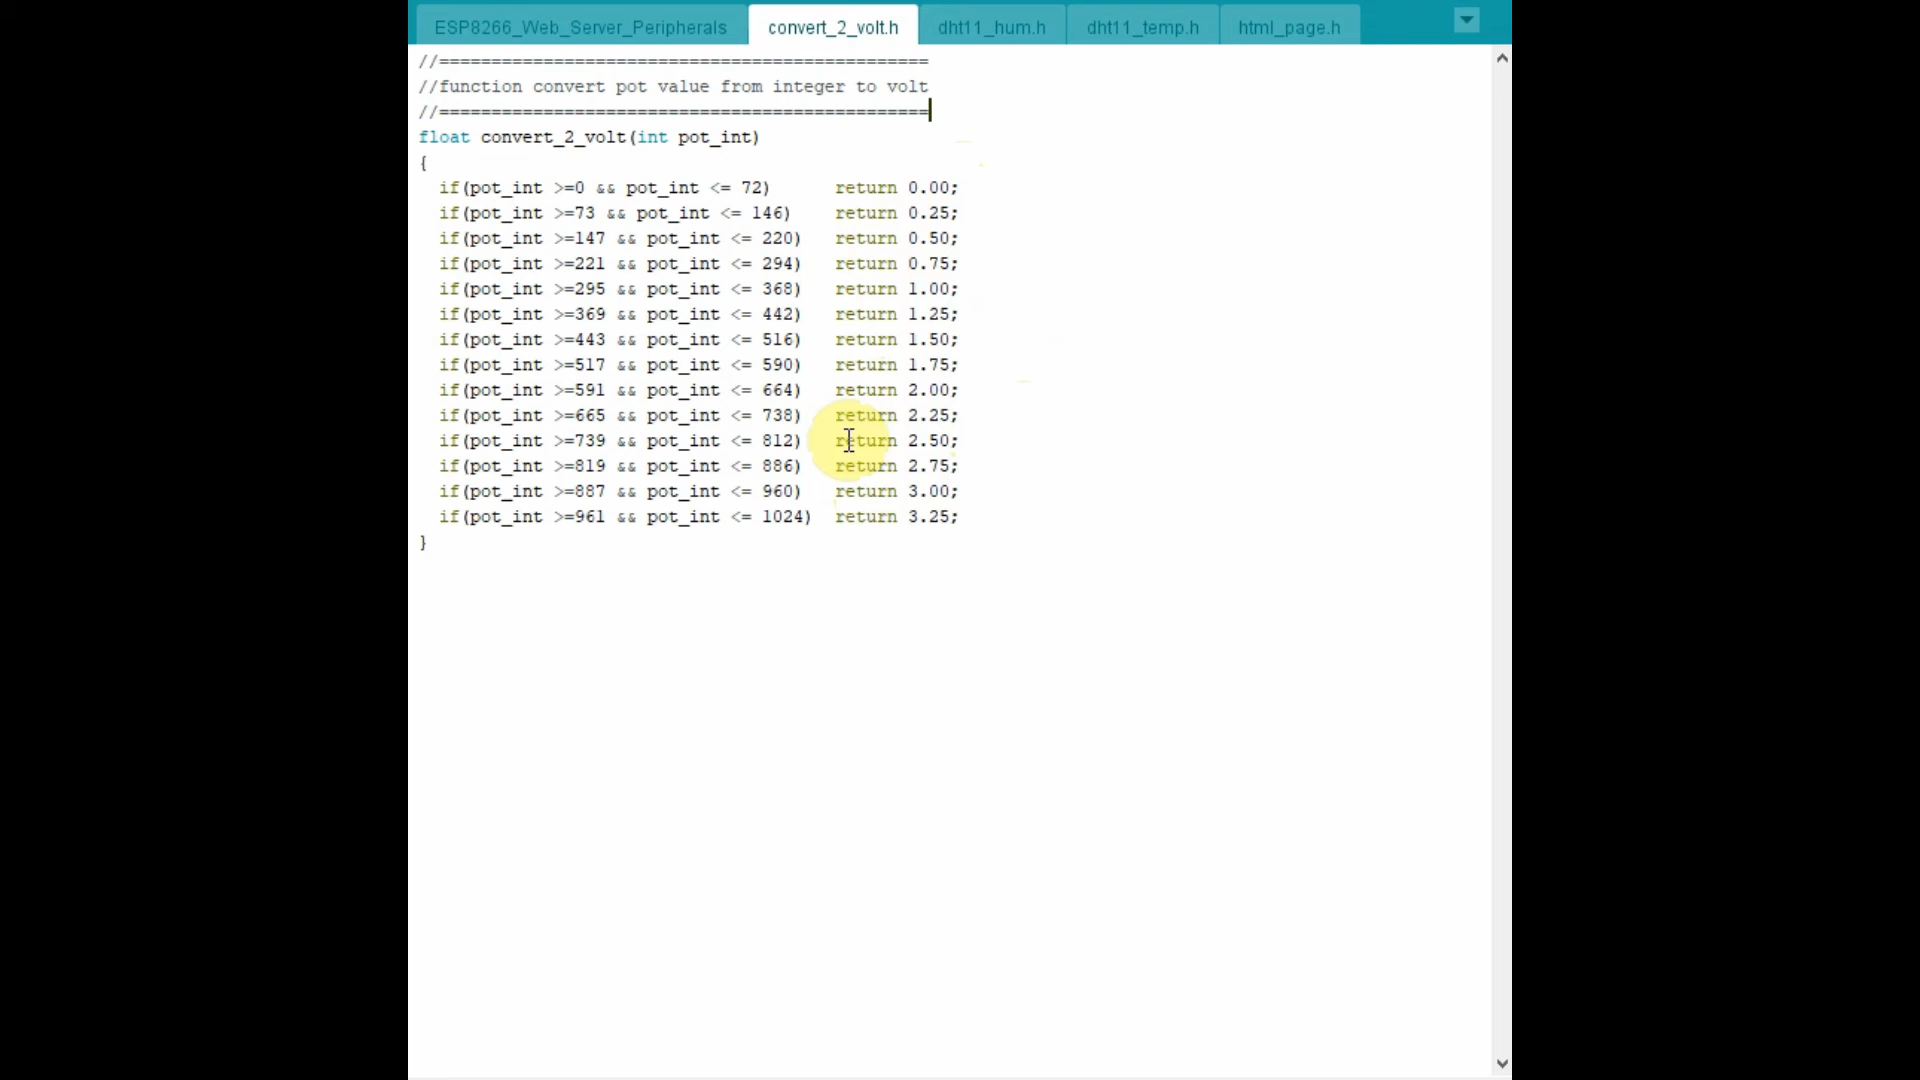 ESP8266_Web_Server_Peripherals convert_2_volt.h dht11_hum.h dht11_temp.h html_page.h
//===============================================
//function convert pot value from integer to volt
//===============================================
float convert_2_volt(int pot_int)
{
  if(pot_int >=0 && pot_int <= 72)      return 0.00;
  if(pot_int >=73 && pot_int <= 146)    return 0.25;
  if(pot_int >=147 && pot_int <= 220)   return 0.50;
  if(pot_int >=221 && pot_int <= 294)   return 0.75;
  if(pot_int >=295 && pot_int <= 368)   return 1.00;
  if(pot_int >=369 && pot_int <= 442)   return 1.25;
  if(pot_int >=443 && pot_int <= 516)   return 1.50;
  if(pot_int >=517 && pot_int <= 590)   return 1.75;
  if(pot_int >=591 && pot_int <= 664)   return 2.00;
  if(pot_int >=665 && pot_int <= 738)   return 2.25;
  if(pot_int >=739 && pot_int <= 812)   return 2.50;
  if(pot_int >=819 && pot_int <= 886)   return 2.75;
  if(pot_int >=887 && pot_int <= 960)   return 3.00;
  if(pot_int >=961 && pot_int <= 1024)  return 3.25;
}